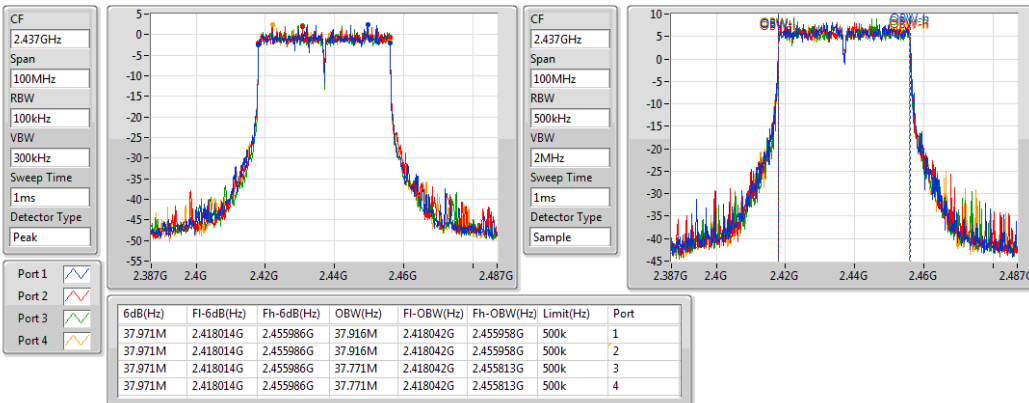 CF
2.437GHz
Span
100MHz
RBW
100kHz
VBW
300kHz
Sweep Time
1ms
Detector Type
Peak
5
0
-5
-10
-15
-20
-25
-30
-35
-40
-45
-50
-55
2.387G 2.4G 2.42G 2.44G 2.46G 2.487G
CF
2.437GHz
Span
100MHz
RBW
500kHz
VBW
2MHz
Sweep Time
1ms
Detector Type
Sample
10
5
0
-5
-10
-15
-20
-25
-30
-35
-40
-45
2.387G 2.4G 2.42G 2.44G 2.46G 2.487G
Port 1
Port 2
Port 3
Port 4
6dB(Hz) Fl-6dB(Hz) Fh-6dB(Hz) OBW(Hz) Fl-OBW(Hz) Fh-OBW(Hz) Limit(Hz) Port
37.971M 2.418014G 2.455986G 37.916M 2.418042G 2.455958G 500k 1
37.971M 2.418014G 2.455986G 37.916M 2.418042G 2.455958G 500k 2
37.971M 2.418014G 2.455986G 37.771M 2.418042G 2.455813G 500k 3
37.971M 2.418014G 2.455986G 37.771M 2.418042G 2.455813G 500k 4